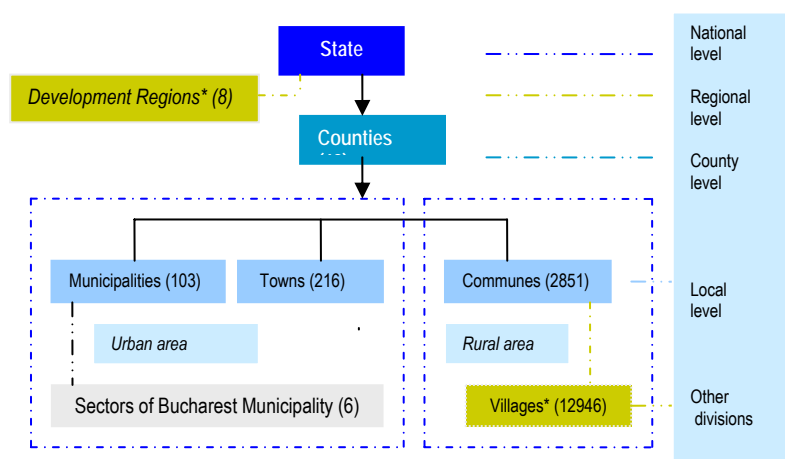 State
National
level
Development Regions* (8)
Regional
level
Counties
County
level
Municipalities (103)
Towns (216)
Communes (2851)
Local
level
Urban area
Rural area
Sectors of Bucharest Municipality (6)
Villages* (12946)
Other
divisions